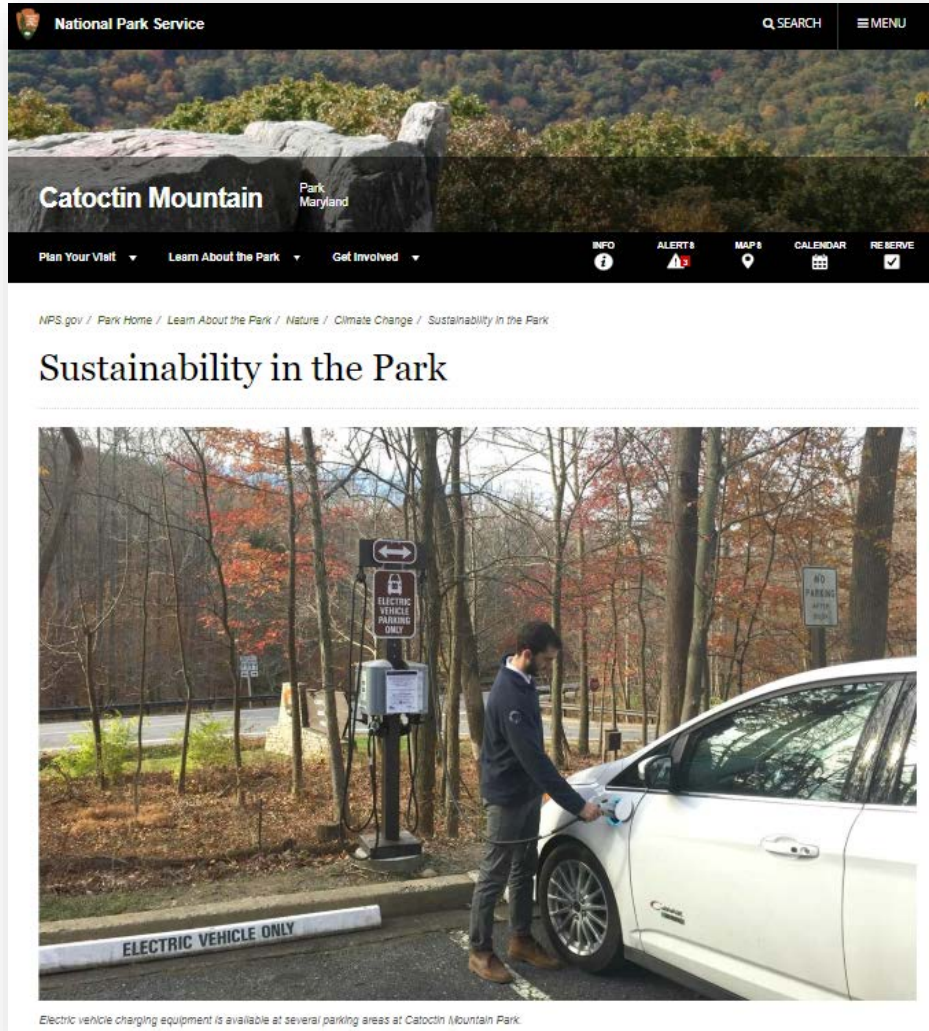 National Park Service
SEARCH
MENU
Catoctin Mountain
Park
Maryland
Plan Your Visit
Learn About the Park
Get Involved
INFO
ALERTS
3
MAPS
CALENDAR
RESERVE
NPS.gov / Park Home / Learn About the Park / Nature / Climate Change / Sustainability in the Park
Sustainability in the Park
ELECTRIC
VEHICLE
PARKING
ONLY
NO
PARKING
AFTER
ELECTRIC VEHICLE ONLY
Electric vehicle charging equipment is available at several parking areas at Catoctin Mountain Park.